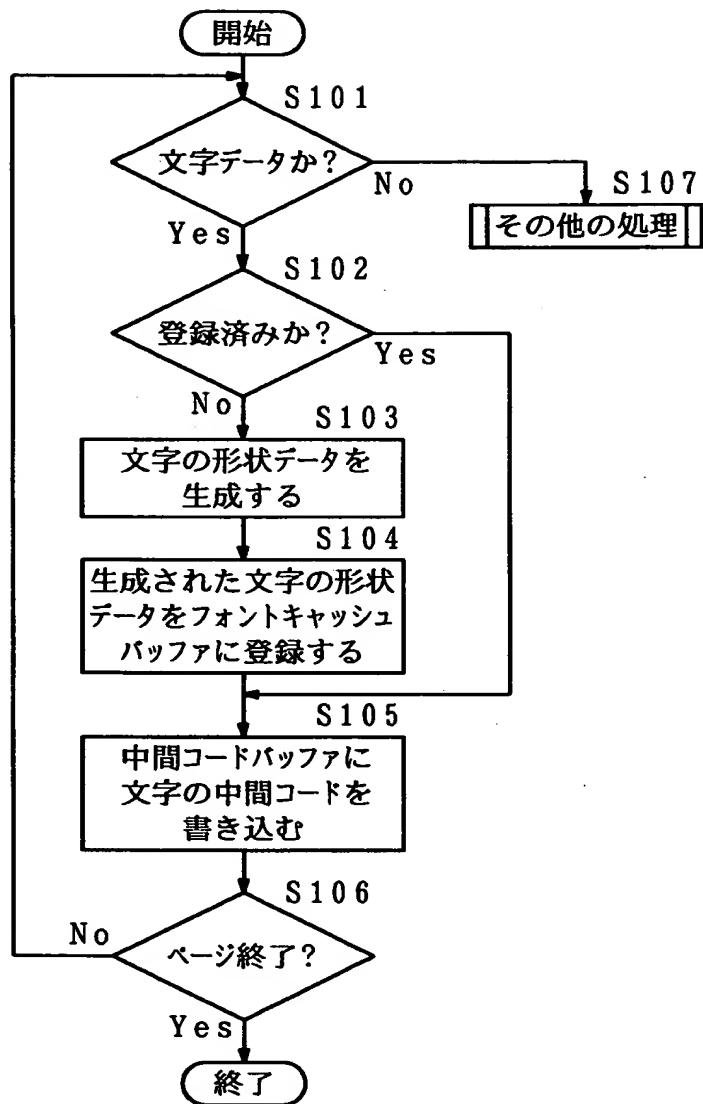 開始
S101
文字データか?
No
S107
その他の処理
Yes
S102
登録済みか?
Yes
No
S103
文字の形状データを
生成する
S104
生成された文字の形状
データをフォントキャッシュ
バッファに登録する
S105
中間コードバッファに
文字の中間コードを
書き込む
S106
No
ページ終了?
Yes
終了